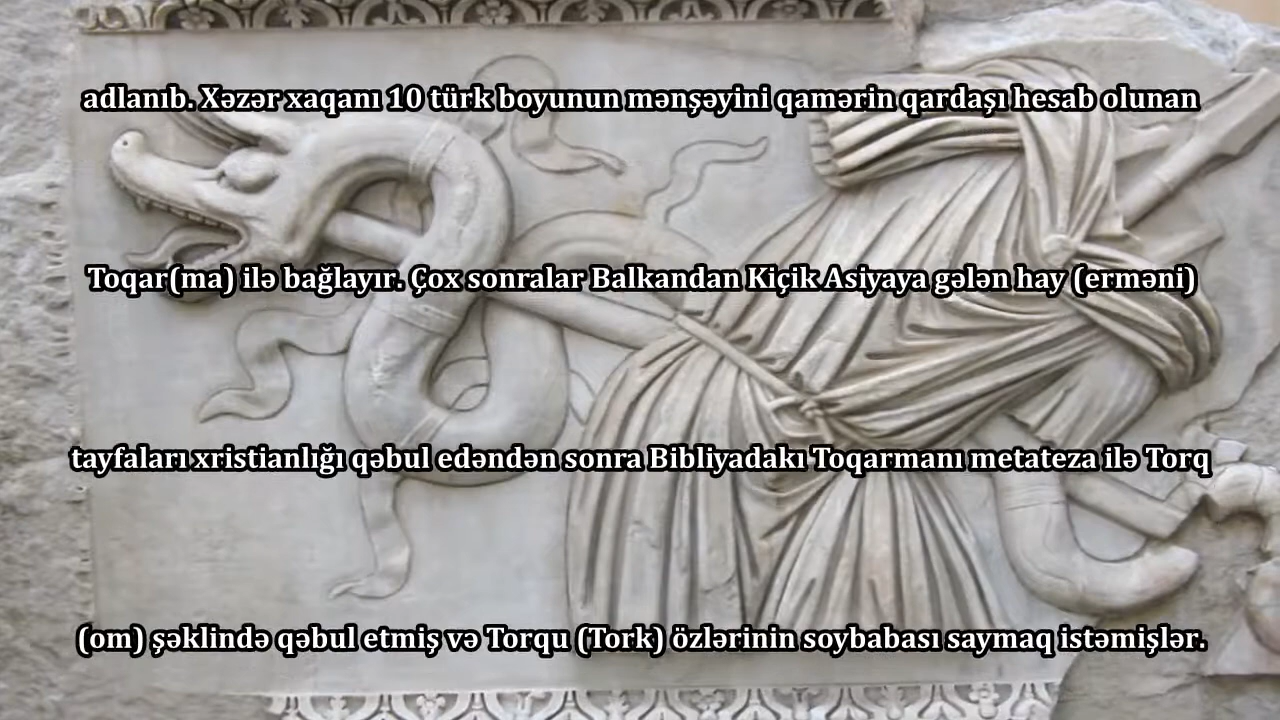 adlanıb. Xəzər xaqanı 10 türk boyunun mənşəyini qamərin qardaşı hesab olunan
Toqar(ma) ilə bağlayır. Çox sonralar Balkandan Kiçik Asiyaya gələn hay (erməni)
tayfaları xristianlığı qəbul edəndən sonra Bibliyadakı Toqarmanı metateza ilə Torq
(om) şəklində qəbul etmiş və Torqu (Tork) özlərinin soybabası saymaq istəmişlər.